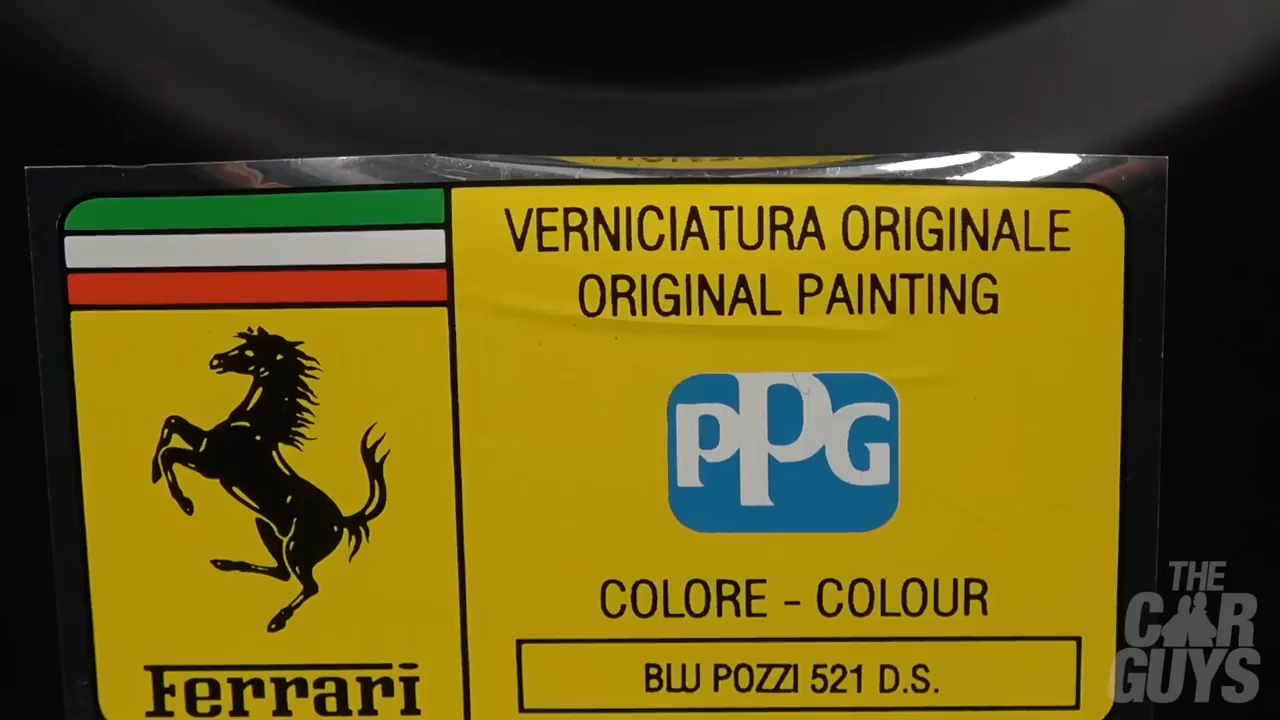 VERNICIATURA ORIGINALE
ORIGINAL PAINTING
PPG
COLORE - COLOUR
BLU POZZI 521 D.S.
Ferrari
THE
CAR
GUYS